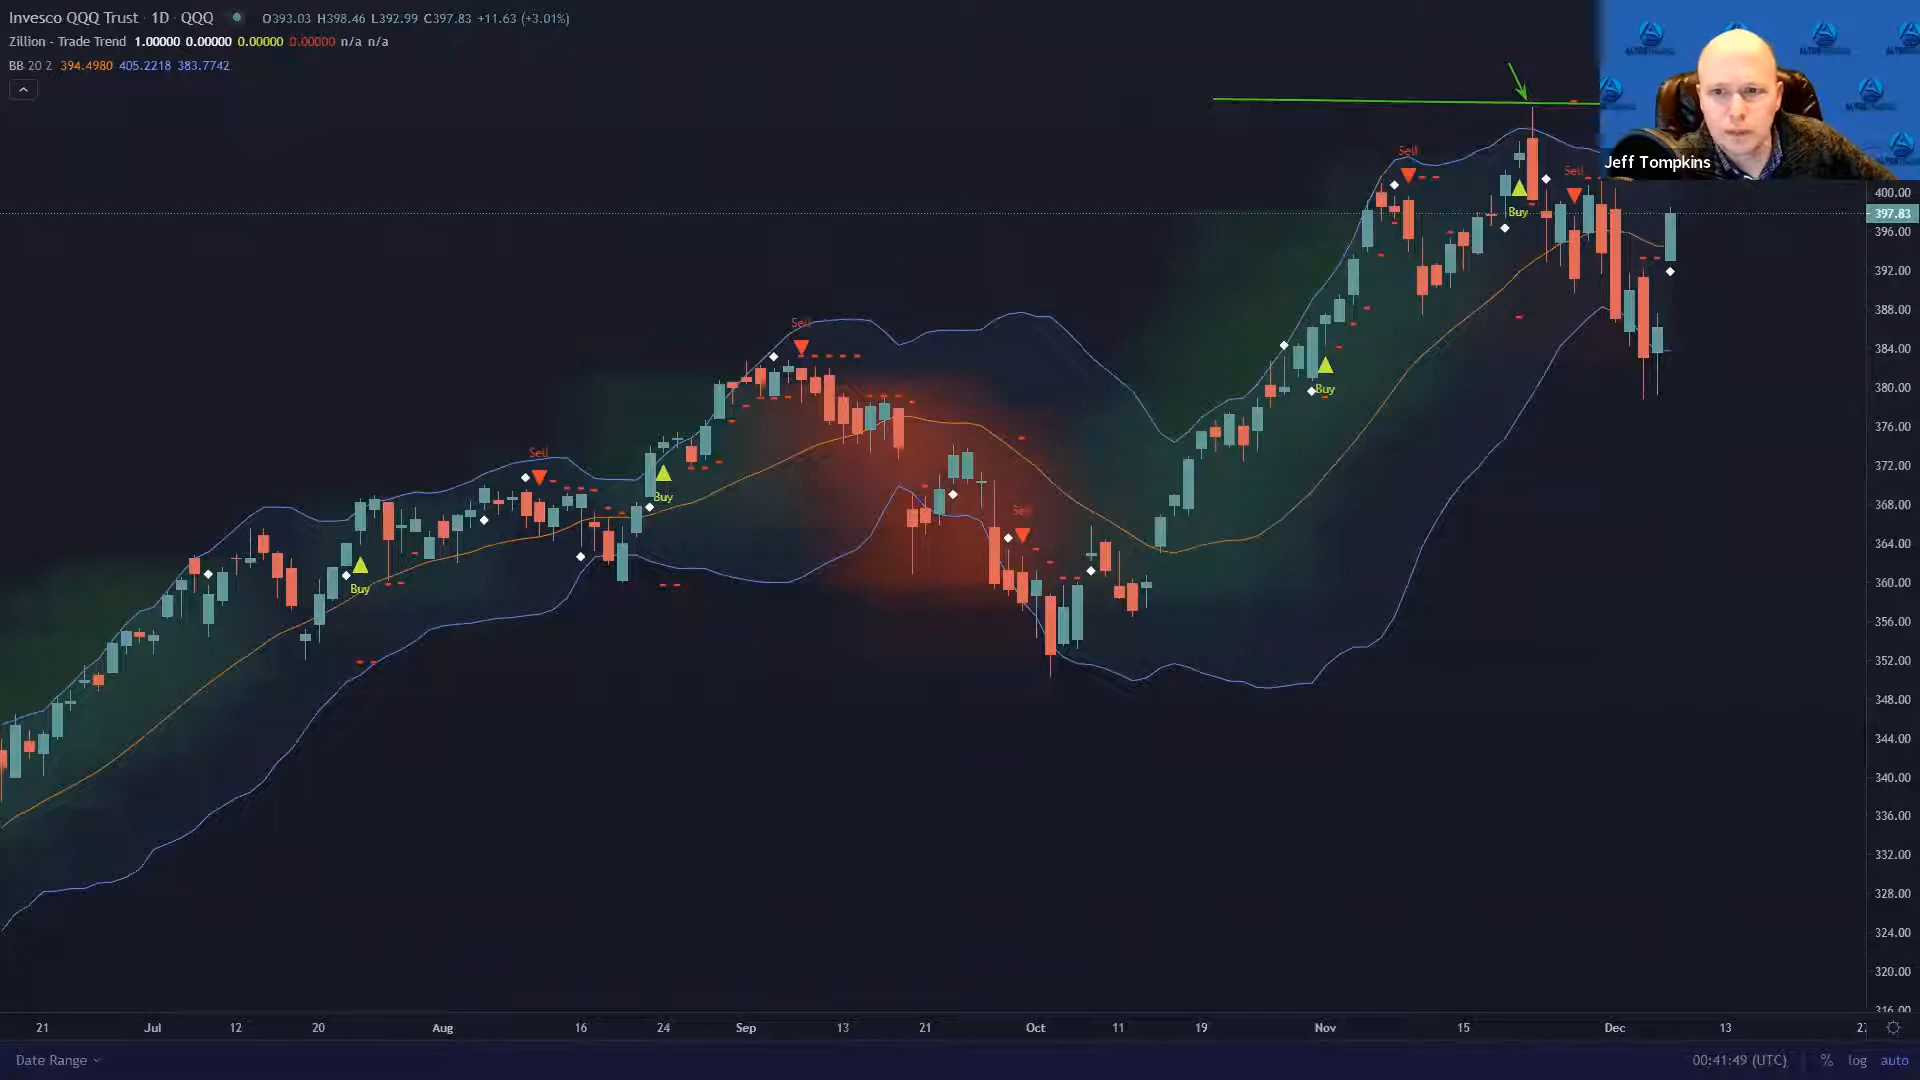 Invesco QQQ Trust · 1D · QQQ O393.03 H398.46 L392.99 C397.83 +11.63 (+3.01%)
Zillion - Trade Trend 1.00000 0.00000 0.00000 0.00000 n/a n/a
BB 20 2 394.4980 405.2218 383.7742
Jeff Tompkins
Sell
Sell
400.00
397.83
Buy
396.00
392.00
388.00
Sell
384.00
Buy
380.00
376.00
Sell
372.00
Buy
368.00
Sell
364.00
Buy
360.00
356.00
352.00
348.00
344.00
340.00
336.00
332.00
328.00
324.00
320.00
316.00
21 Jul 12 20 Aug 16 24 Sep 13 21 Oct 11 19 Nov 15 Dec 13
Date Range 00:41:49 (UTC) % log auto